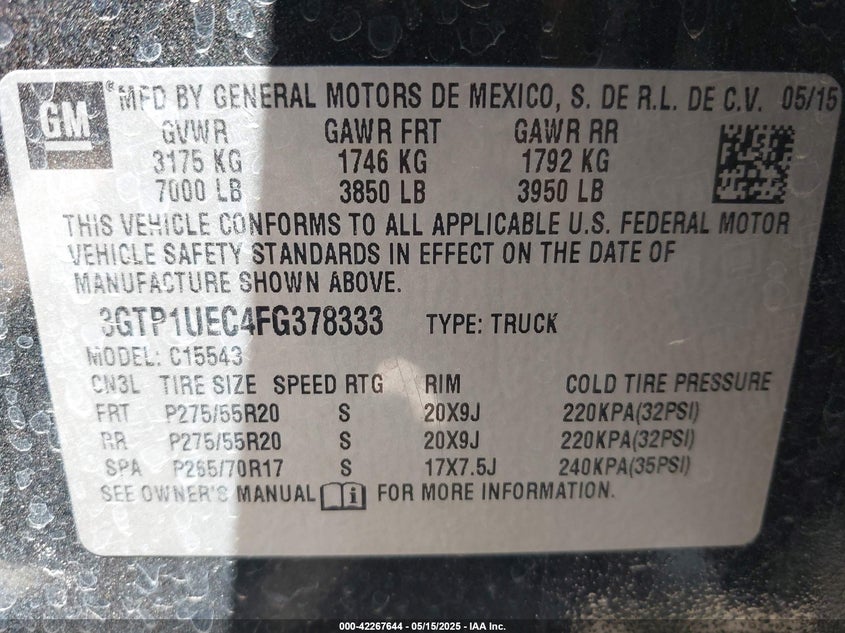 GM
® MFD BY GENERAL MOTORS DE MEXICO, S. DE R.L. DE C.V. 05/15
GVWR GAWR FRT GAWR RR
3175 KG 1746 KG 1792 KG
7000 LB 3850 LB 3950 LB
THIS VEHICLE CONFORMS TO ALL APPLICABLE U.S. FEDERAL MOTOR
VEHICLE SAFETY STANDARDS IN EFFECT ON THE DATE OF
MANUFACTURE SHOWN ABOVE.
3GTP1UEC4FG378333 TYPE: TRUCK
MODEL: C15543
CN3L TIRE SIZE SPEED RTG RIM COLD TIRE PRESSURE
FRT P275/55R20 S 20X9J 220KPA(32PSI)
RR P275/55R20 S 20X9J 220KPA(32PSI)
SPA P265/70R17 S 17X7.5J 240KPA(35PSI)
SEE OWNER'S MANUAL i FOR MORE INFORMATION.
000-42267644 — 05/15/2025 — IAA Inc.